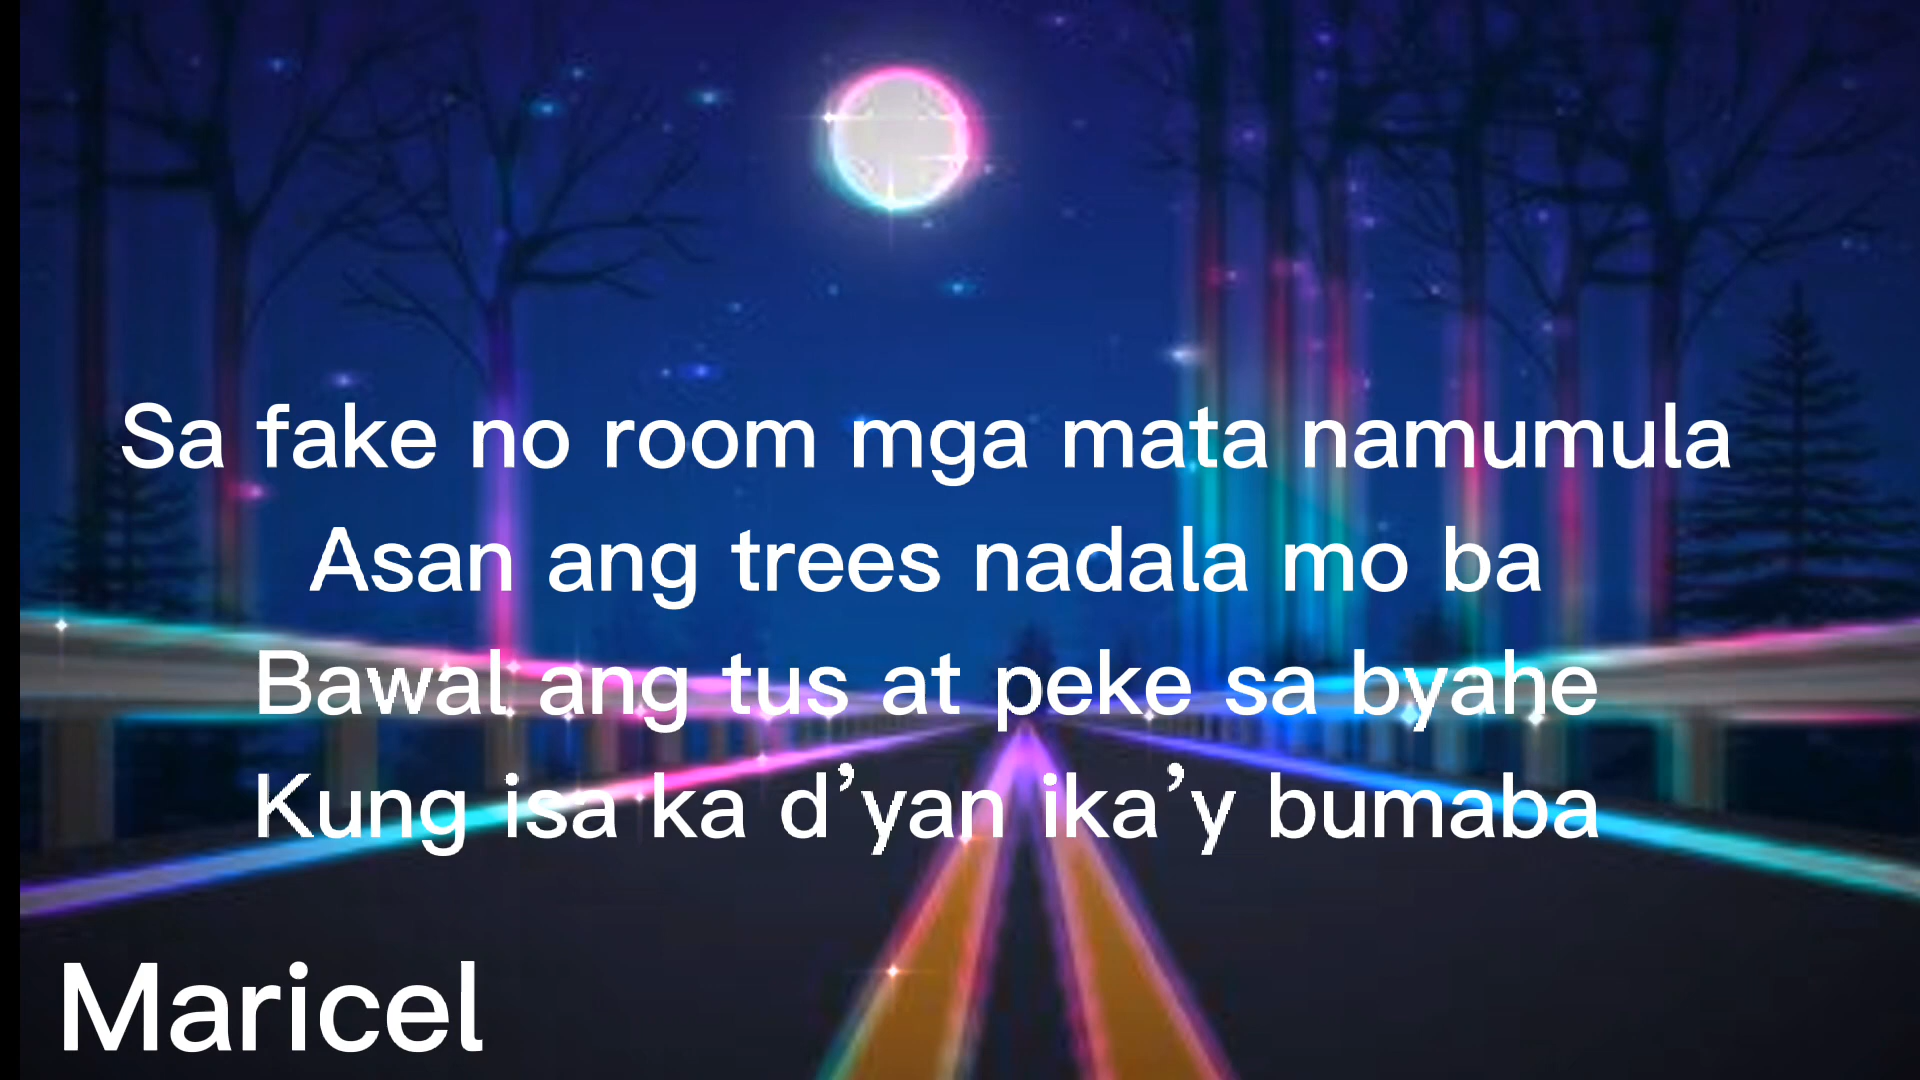 Sa fake no room mga mata namumula
Asan ang trees nadala mo ba
Bawal ang tus at peke sa byahe
Kung isa ka d’yan ika’y bumaba
Maricel